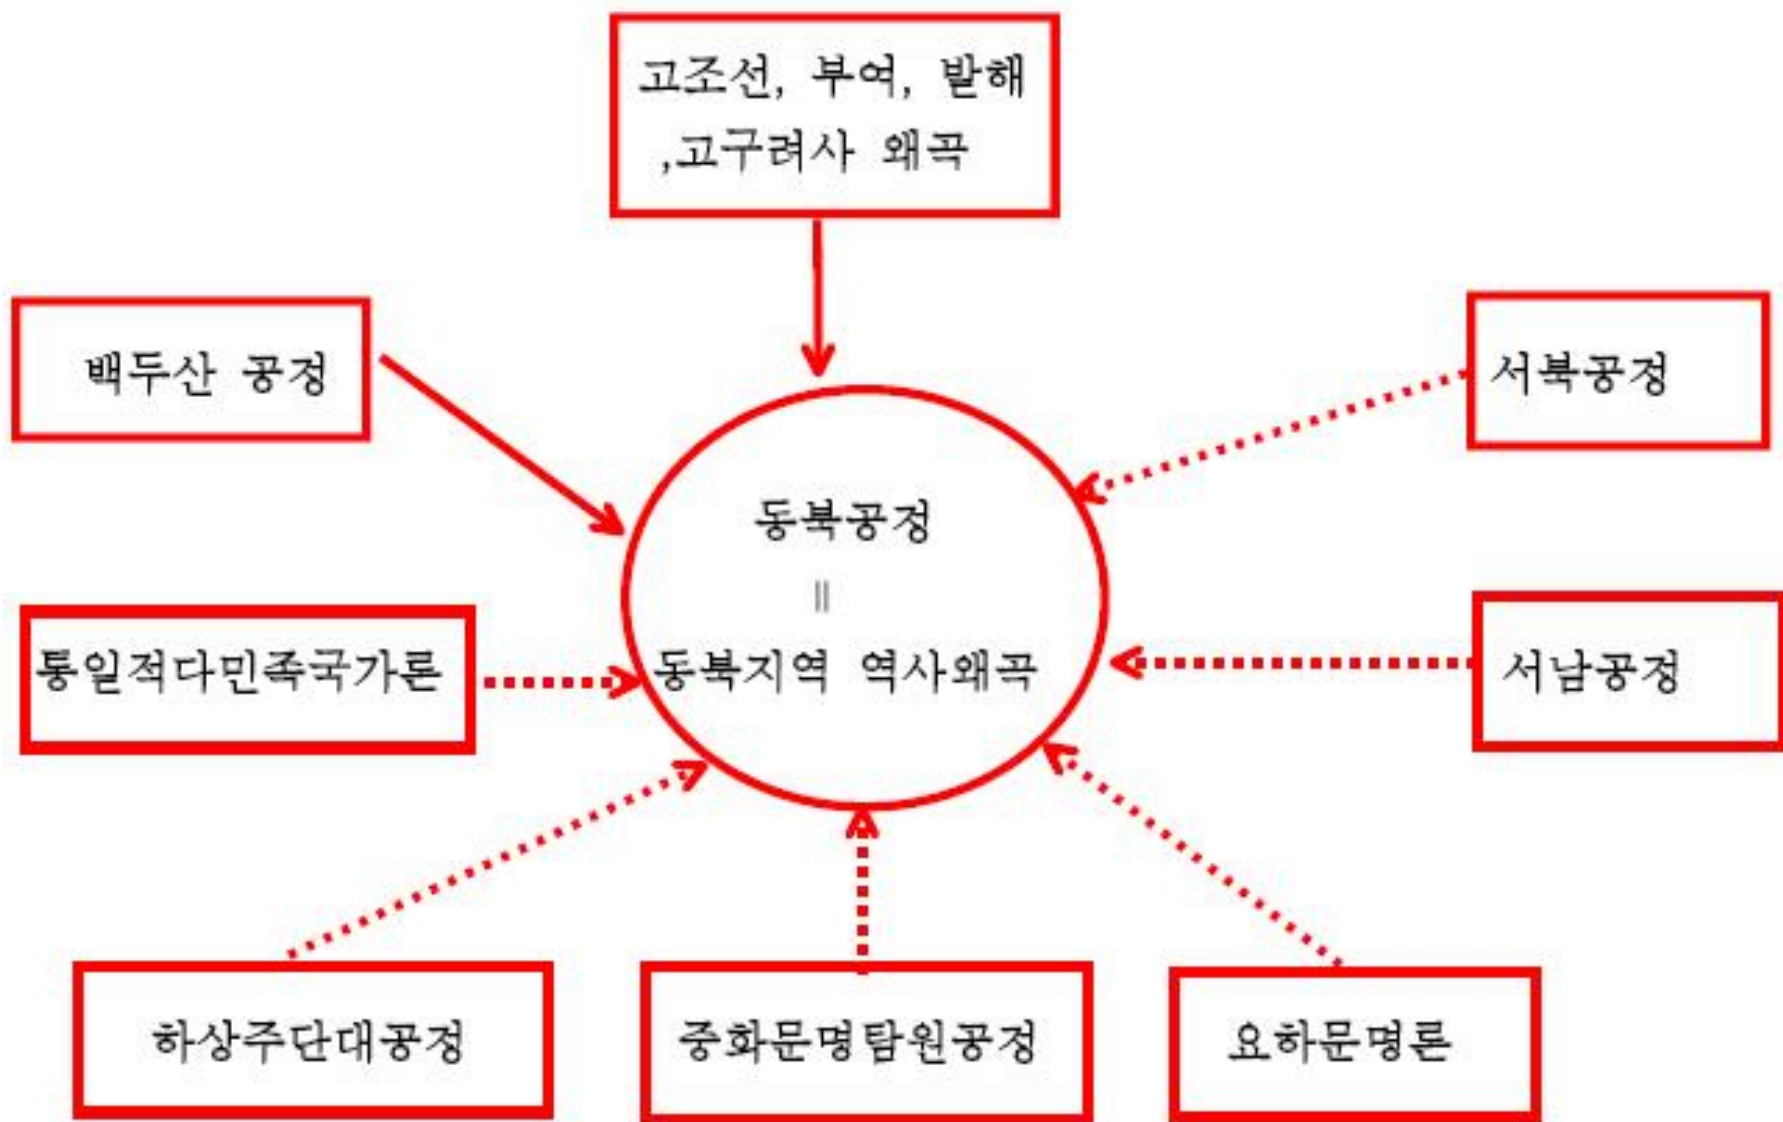 고조선, 부여, 발해
,고구려사 왜곡
백두산 공정
서북공정
동북공정
=
동북지역 역사왜곡
통일적다민족국가론
서남공정
하상주단대공정
중화문명탐원공정
요하문명론